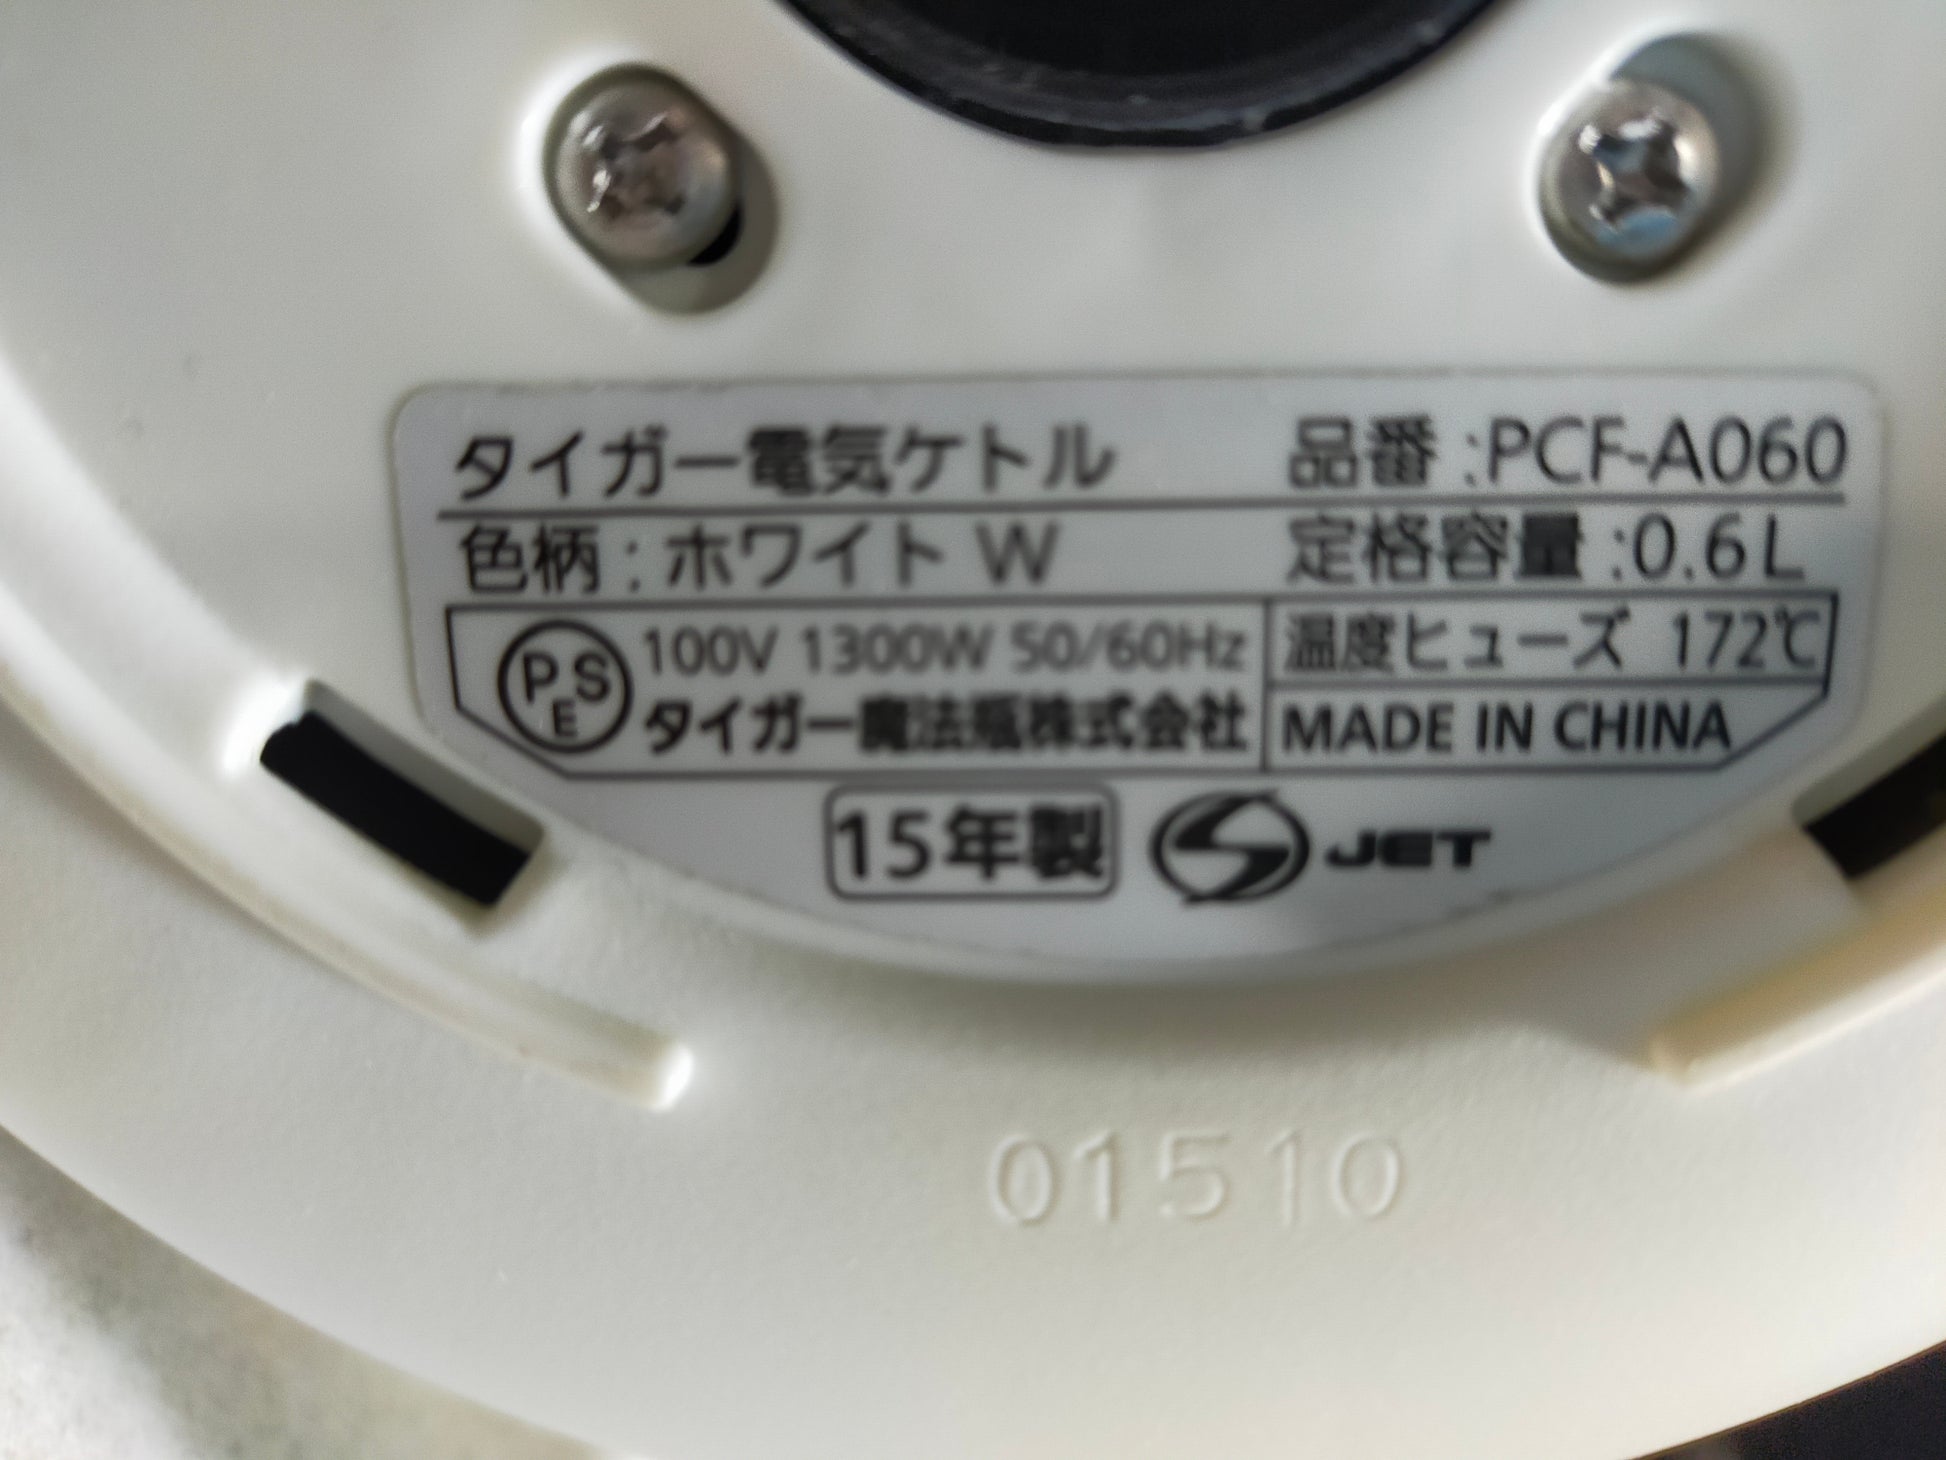 タイガー電気ケトル 品番:PCF-A060
色柄:ホワイト W 定格容量:0.6L
PSE 100V 1300W 50/60Hz 温度ヒューズ 172℃
タイガー魔法瓶株式会社 MADE IN CHINA
15年製 JET
01510